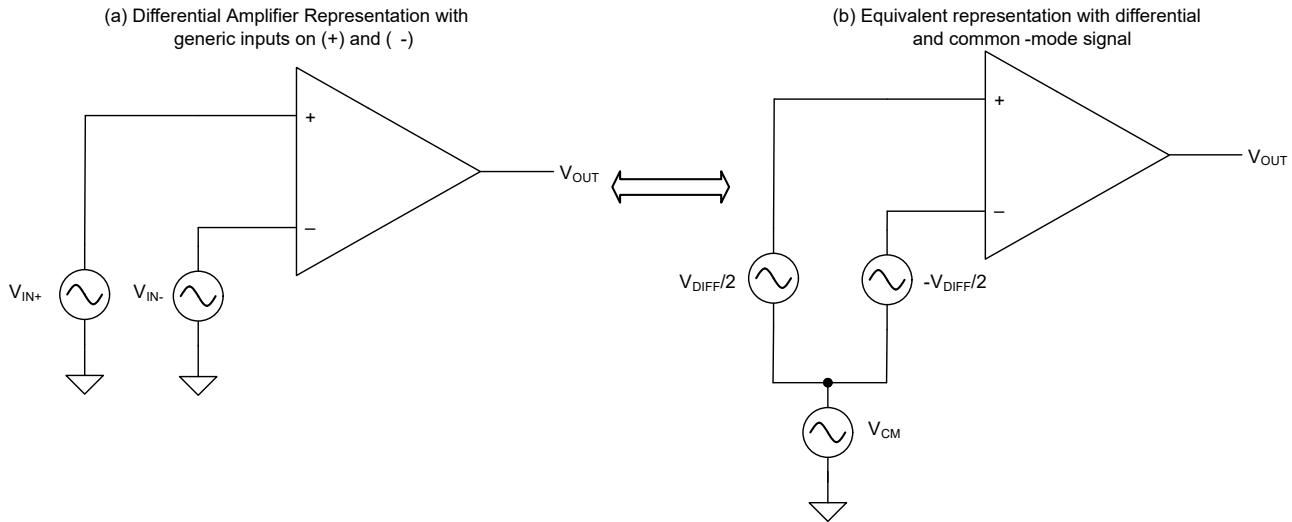 (a) Differential Amplifier Representation with
generic inputs on (+) and ( -)
(b) Equivalent representation with differential
and common -mode signal
+
–
VOUT
VIN+
VIN-
+
–
VOUT
VDIFF/2
-VDIFF/2
VCM